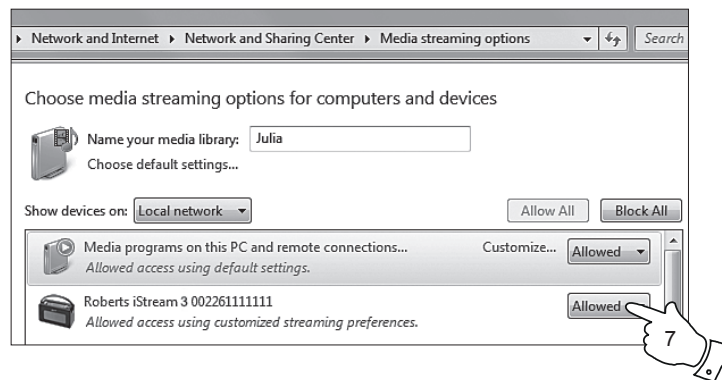 Network and Internet Network and Sharing Center Media streaming options Search
Choose media streaming options for computers and devices
Name your media library: Julia
Choose default settings...
Show devices on: Local network Allow All Block All
Media programs on this PC and remote connections... Customize... Allowed
Allowed access using default settings.
Roberts iStream 3 002261111111 Allowed
Allowed access using customized streaming preferences.
7